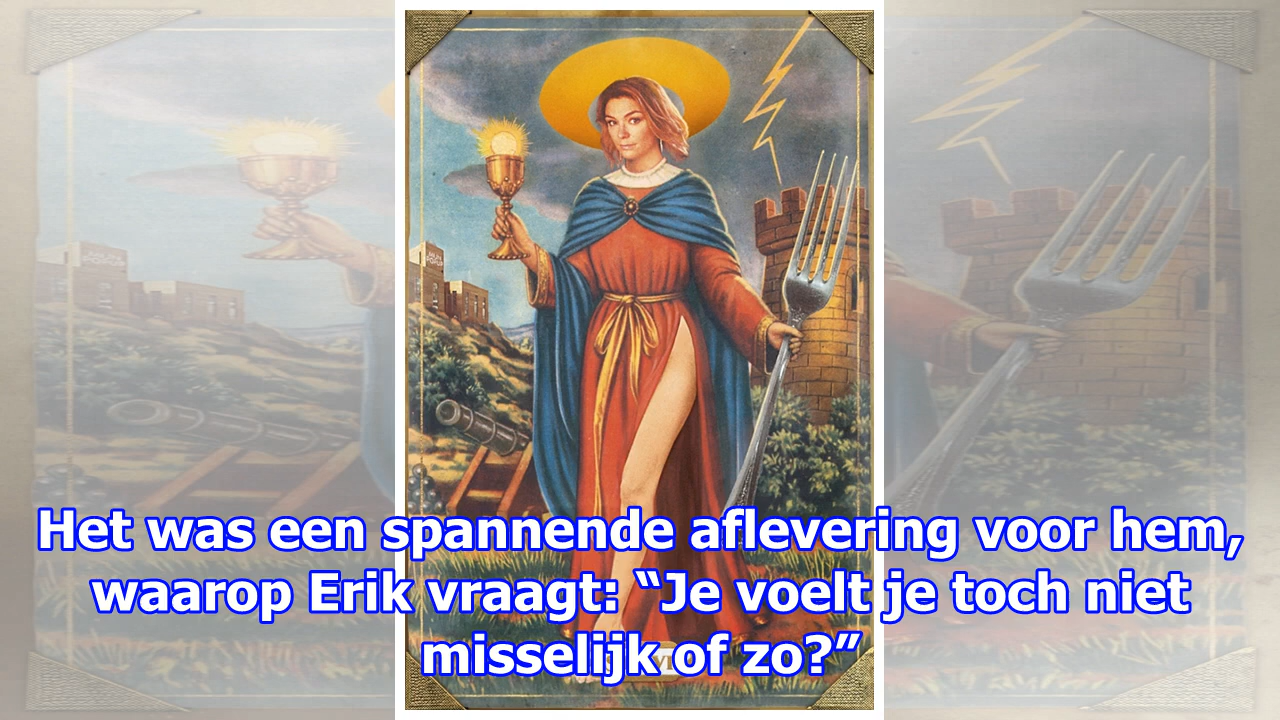 Het was een spannende aflevering voor hem,
waarop Erik vraagt: “Je voelt je toch niet
misselijk of zo?”